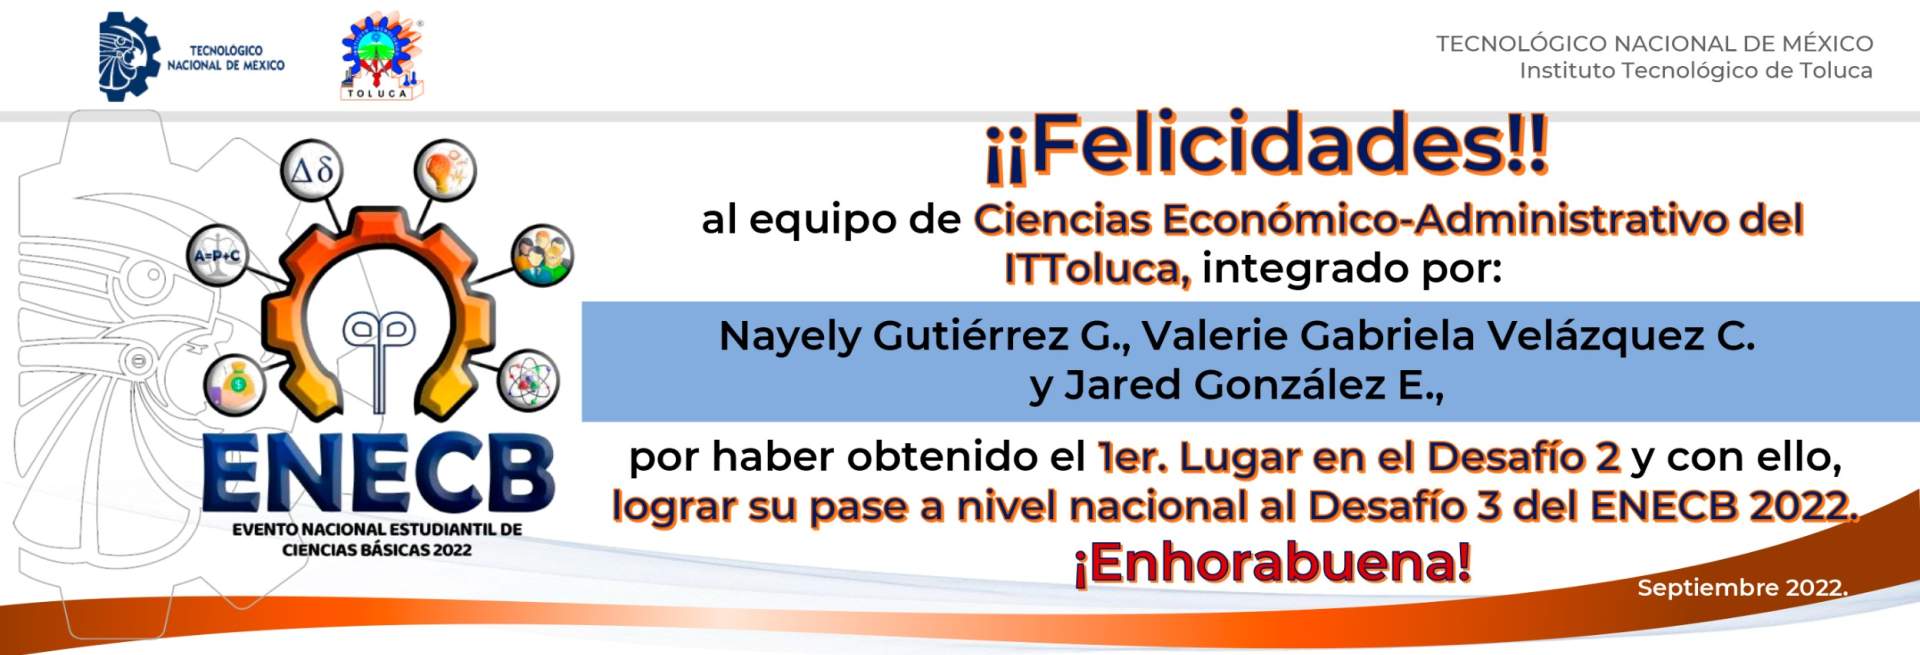 TECNOLÓGICO
NACIONAL DE MÉXICO
®
TOLUCA
TECNOLÓGICO NACIONAL DE MÉXICO
Instituto Tecnológico de Toluca
¡¡Felicidades!!
al equipo de Ciencias Económico-Administrativo del
ITToluca, integrado por:
Nayely Gutiérrez G., Valerie Gabriela Velázquez C.
y Jared González E.,
por haber obtenido el 1er. Lugar en el Desafío 2 y con ello,
lograr su pase a nivel nacional al Desafío 3 del ENECB 2022.
¡Enhorabuena!
Septiembre 2022.
Δδ
A=P+C
$
ENECB
EVENTO NACIONAL ESTUDIANTIL DE
CIENCIAS BÁSICAS 2022